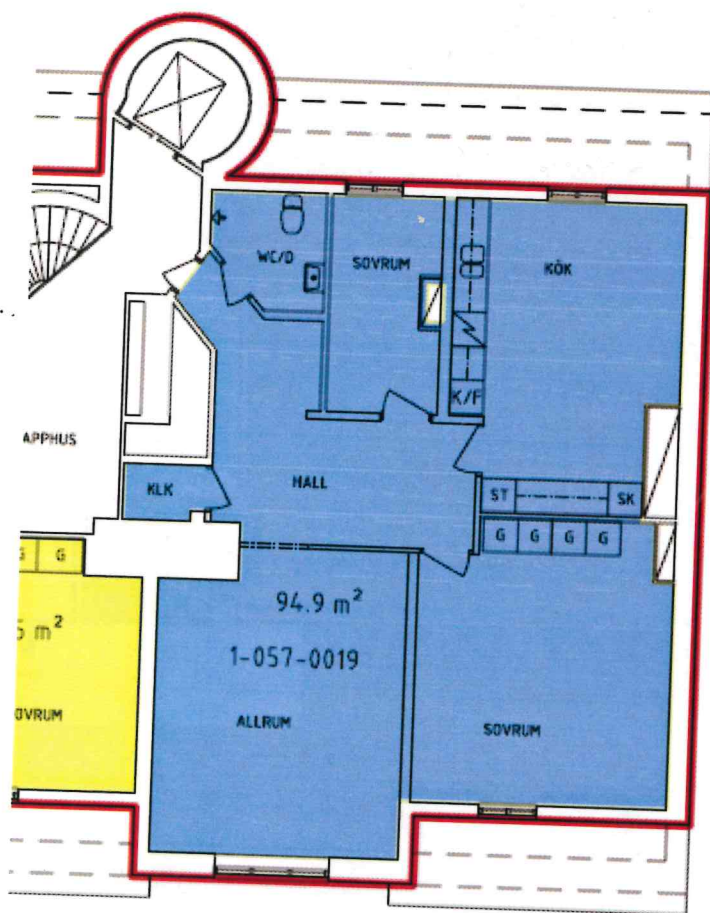 WC/D
SOVRUM
KÖK
K/F
APPHUS
KLK
HALL
ST
SK
G
G
G
G
G
G
94.9 m²
m²
1-057-0019
OVRUM
ALLRUM
SOVRUM